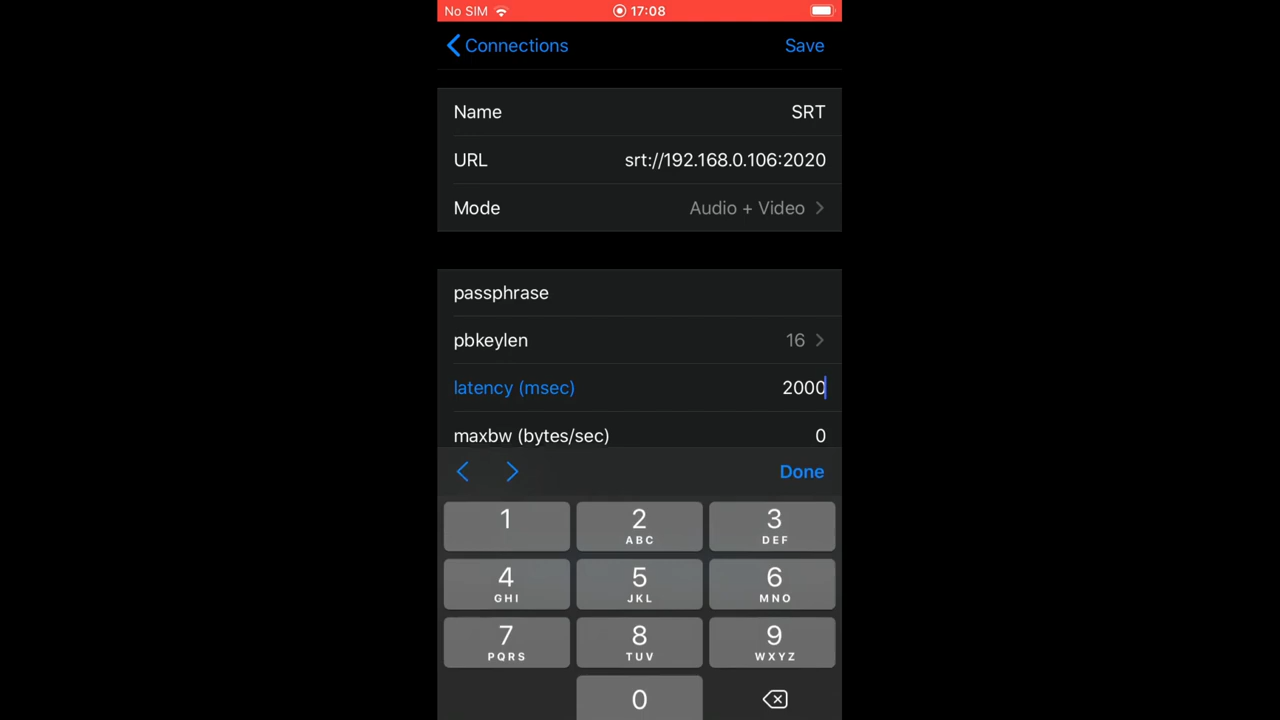 No SIM 17:08
Connections Save
Name SRT
URL srt://192.168.0.106:2020
Mode Audio + Video
passphrase
pbkeylen 16
latency (msec) 2000
maxbw (bytes/sec) 0
Done
1 2 3
ABC DEF
4 5 6
GHI JKL MNO
7 8 9
PQRS TUV WXYZ
0